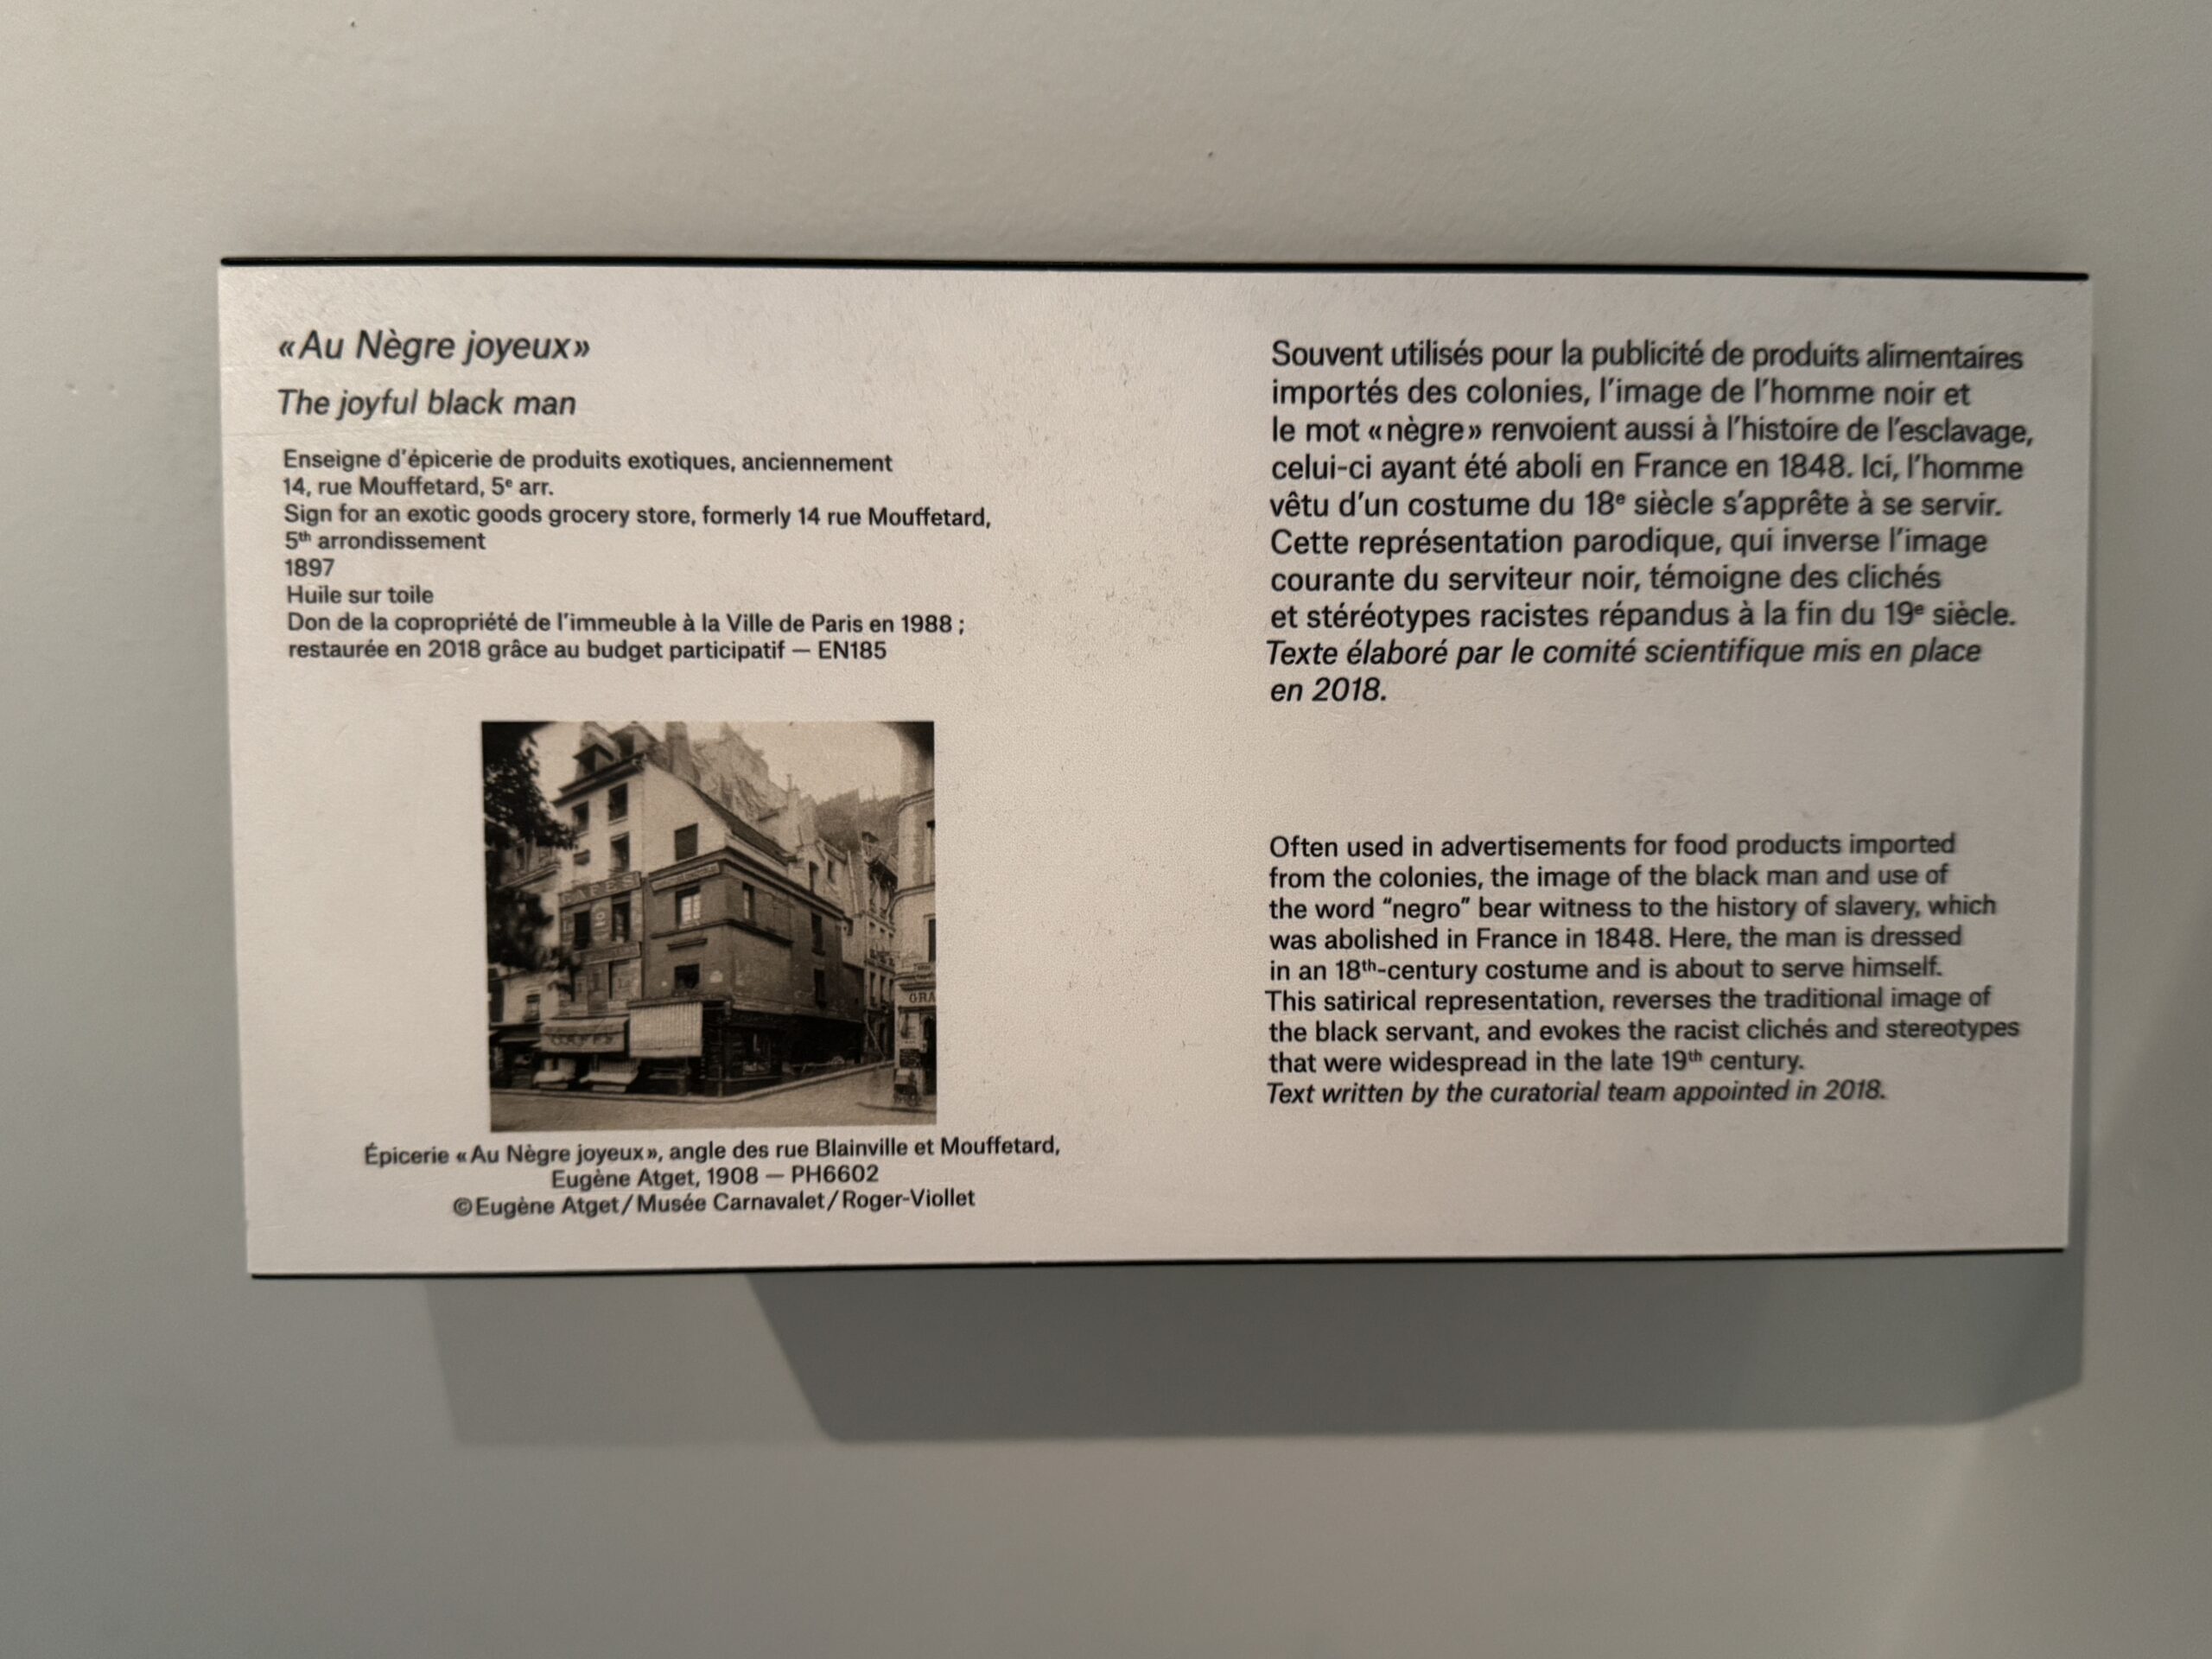 «Au Nègre joyeux»
The joyful black man
Enseigne d'épicerie de produits exotiques, anciennement
14, rue Mouffetard, 5e arr.
Sign for an exotic goods grocery store, formerly 14 rue Mouffetard,
5th arrondissement
1897
Huile sur toile
Don de la copropriété de l'immeuble à la Ville de Paris en 1988 ;
restaurée en 2018 grâce au budget participatif — EN185
CAFÉS
GRA
Épicerie «Au Nègre joyeux», angle des rue Blainville et Mouffetard,
Eugène Atget, 1908 — PH6602
©Eugène Atget/Musée Carnavalet/Roger-Viollet
Souvent utilisés pour la publicité de produits alimentaires
importés des colonies, l'image de l'homme noir et
le mot «nègre» renvoient aussi à l'histoire de l'esclavage,
celui-ci ayant été aboli en France en 1848. Ici, l'homme
vêtu d'un costume du 18e siècle s'apprête à se servir.
Cette représentation parodique, qui inverse l'image
courante du serviteur noir, témoigne des clichés
et stéréotypes racistes répandus à la fin du 19e siècle.
Texte élaboré par le comité scientifique mis en place
en 2018.
Often used in advertisements for food products imported
from the colonies, the image of the black man and use of
the word “negro” bear witness to the history of slavery, which
was abolished in France in 1848. Here, the man is dressed
in an 18th-century costume and is about to serve himself.
This satirical representation, reverses the traditional image of
the black servant, and evokes the racist clichés and stereotypes
that were widespread in the late 19th century.
Text written by the curatorial team appointed in 2018.